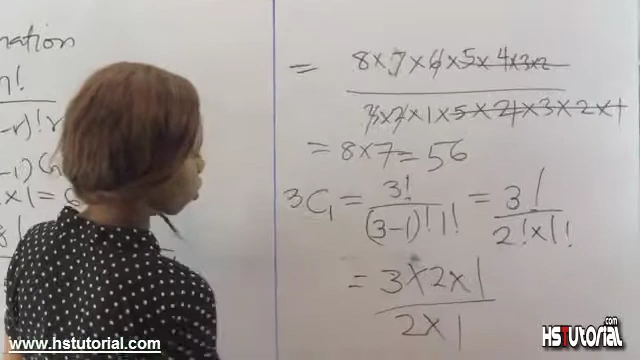 nation
n!
-r)!r
-1)(n
x1=6
8!
= 8×7×6×5×4×3×2
3×2×1×5×4×3×2×1
= 8×7=56
3C₁ = 3! = 3!
(3-1)!1! 2!×1!
= 3×2×1
2×1
www.hstutorial.com
HSTutorial.com